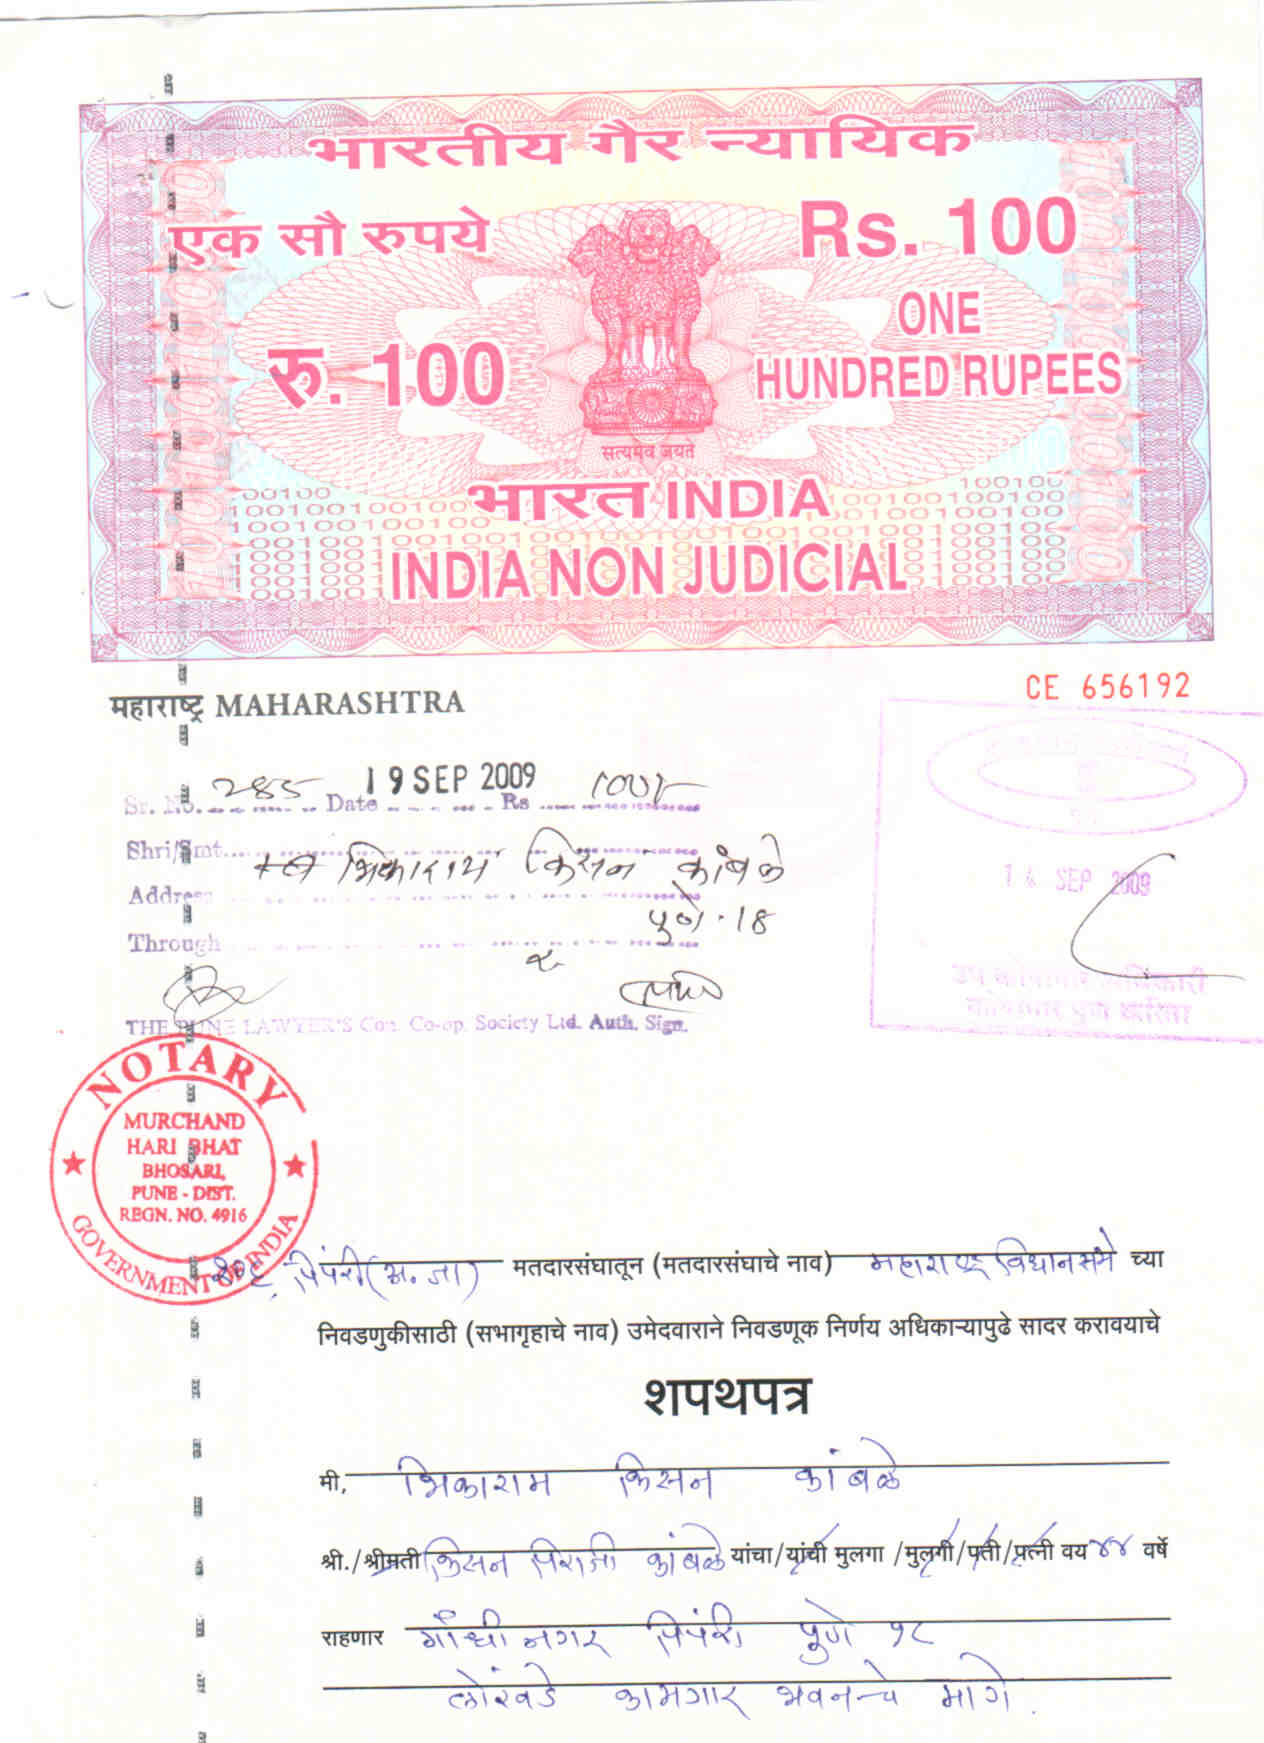 भारतीय गैर न्यायिक
एक सौ रुपये Rs. 100
रु. 100 ONE HUNDRED RUPEES
सत्यमेव जयते
भारत INDIA
INDIA NON JUDICIAL
महाराष्ट्र MAHARASHTRA
CE 656192
Sr. No. 285 Date 19 SEP 2009 Rs 100/-
Shri/Smt. भिकाराम किसन कांबळे
Address पुणे-18
Through
THE PUNE LAWYER'S Con. Co-op. Society Ltd. Auth. Sign.
SEP 2009
उप कोषागार अधिकारी
NOTARY
MURCHAND
HARI BHAT
BHOSARI,
PUNE - DIST.
REGN. NO. 4916
GOVERNMENT OF INDIA
पिंपरी (अ. जा) मतदारसंघातून (मतदारसंघाचे नाव) महाराष्ट्र विधानसभे च्या
निवडणुकीसाठी (सभागृहाचे नाव) उमेदवाराने निवडणूक निर्णय अधिकाऱ्यापुढे सादर करावयाचे
शपथपत्र
मी, भिकाराम किसन कांबळे
श्री./श्रीमती किसन पिराजी कांबळे यांचा/यांची मुलगा /मुलगी/पती/पत्नी वय ४४ वर्षे
राहणार गाँधीनगर पिंपरी पुणे १८
कामगार भवनच्चे मागे.